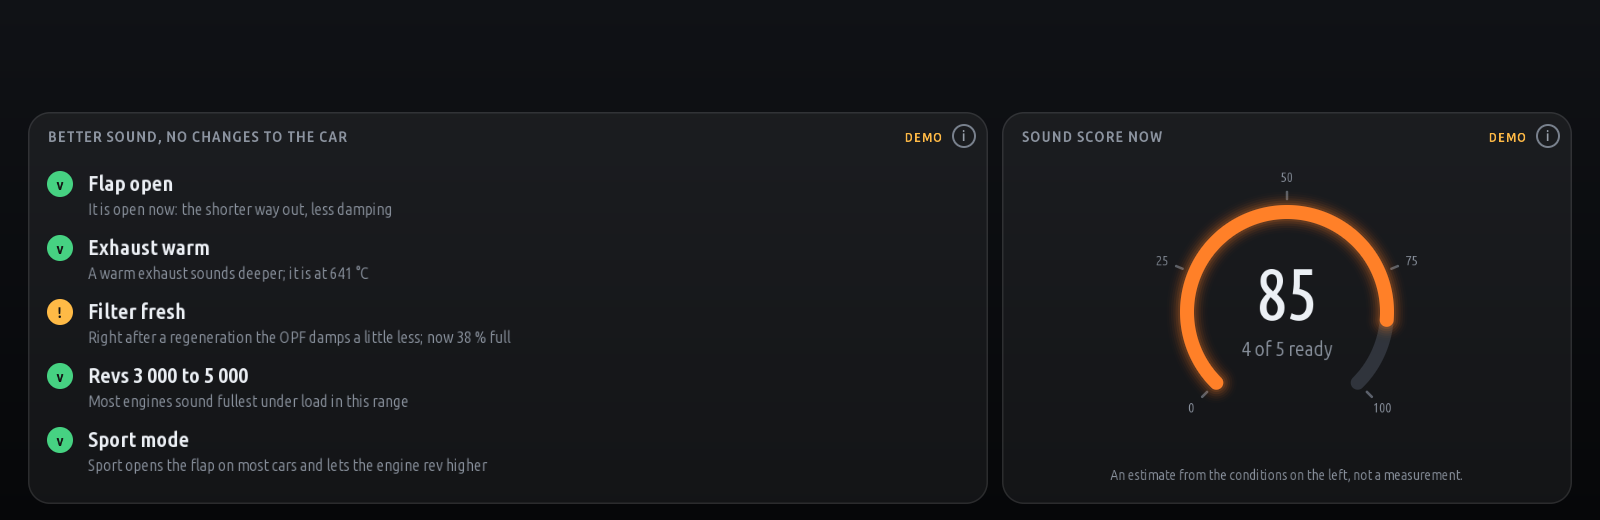 BETTER SOUND, NO CHANGES TO THE CAR
DEMO
i
v
Flap open
It is open now: the shorter way out, less damping
v
Exhaust warm
A warm exhaust sounds deeper; it is at 641 °C
!
Filter fresh
Right after a regeneration the OPF damps a little less; now 38 % full
v
Revs 3 000 to 5 000
Most engines sound fullest under load in this range
v
Sport mode
Sport opens the flap on most cars and lets the engine rev higher
SOUND SCORE NOW
DEMO
i
50
25
75
85
4 of 5 ready
0
100
An estimate from the conditions on the left, not a measurement.